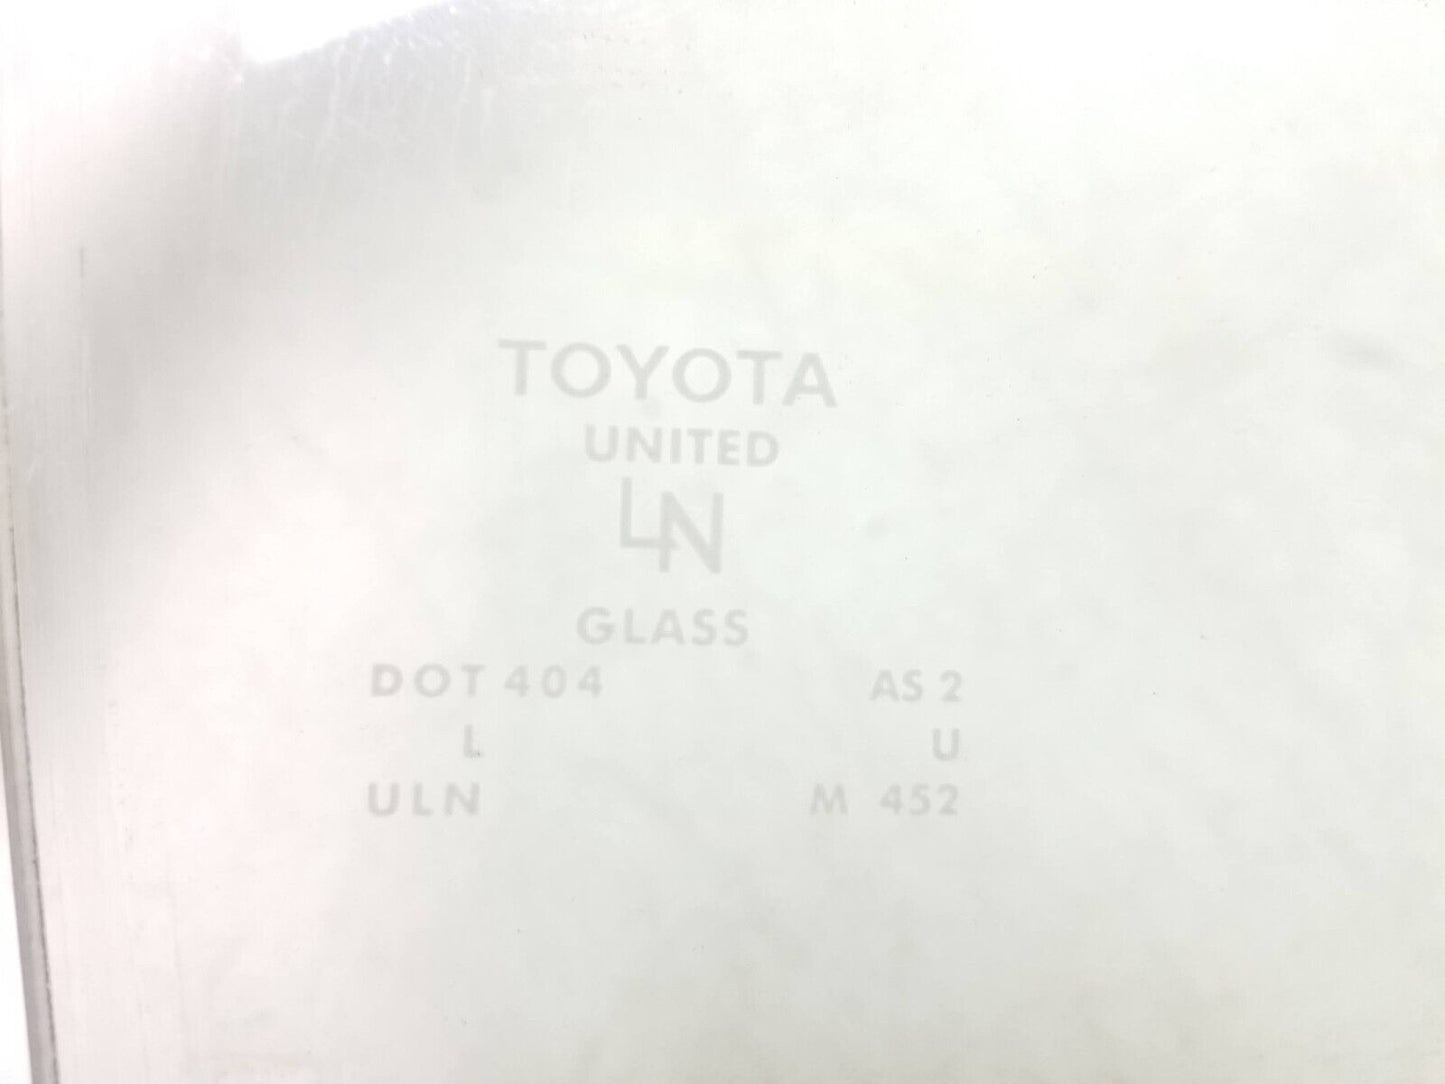 TOYOTA
UNITED
LN
GLASS
DOT 404 AS 2
L U
ULN M 452